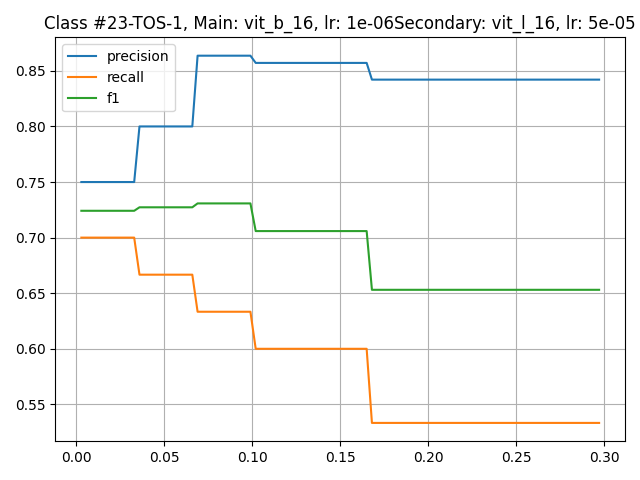 Class #23-TOS-1, Main: vit_b_16, lr: 1e-06Secondary: vit_l_16, lr: 5e-05
precision
recall
f1
0.85
0.80
0.75
0.70
0.65
0.60
0.55
0.00 0.05 0.10 0.15 0.20 0.25 0.30